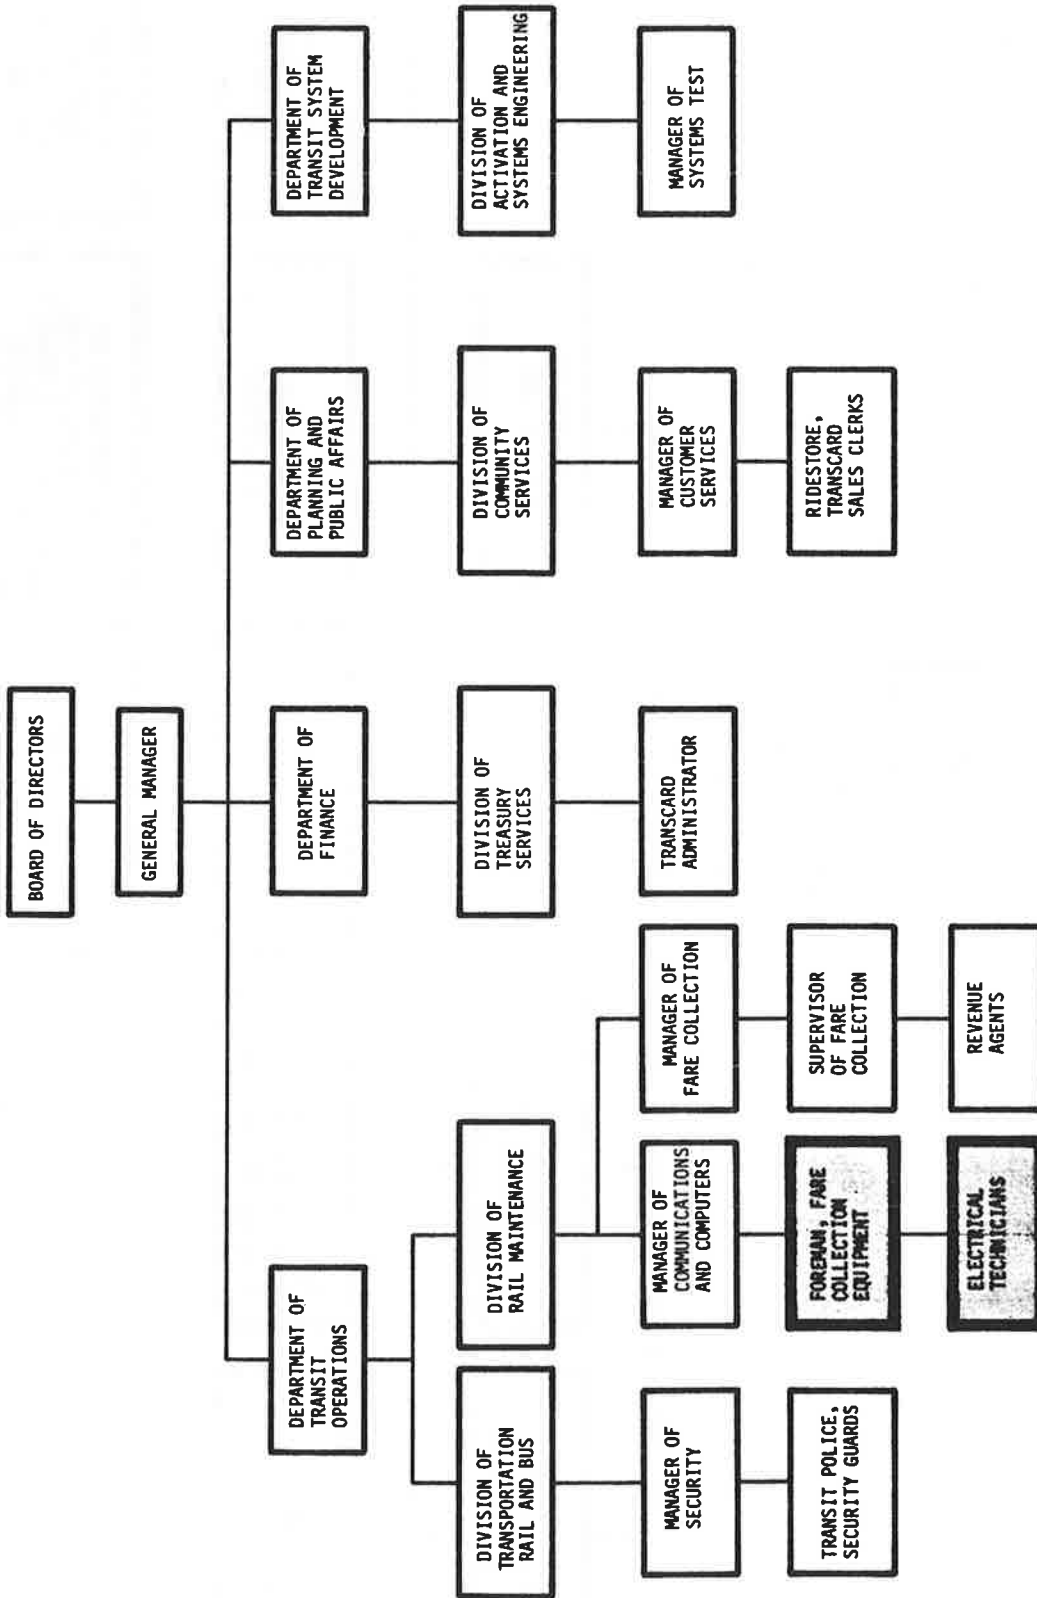 BOARD OF DIRECTORS
GENERAL MANAGER
DEPARTMENT OF
TRANSIT
OPERATIONS
DEPARTMENT OF
FINANCE
DEPARTMENT OF
PLANNING AND
PUBLIC AFFAIRS
DEPARTMENT OF
TRANSIT SYSTEM
DEVELOPMENT
DIVISION OF
TRANSPORTATION
RAIL AND BUS
DIVISION OF
RAIL MAINTENANCE
DIVISION OF
TREASURY
SERVICES
DIVISION OF
COMMUNITY
SERVICES
DIVISION OF
ACTIVATION AND
SYSTEMS ENGINEERING
MANAGER OF
SECURITY
MANAGER OF
COMMUNICATIONS
AND COMPUTERS
MANAGER OF
FARE COLLECTION
TRANSCARD
ADMINISTRATOR
MANAGER OF
CUSTOMER
SERVICES
MANAGER OF
SYSTEMS TEST
TRANSIT POLICE,
SECURITY GUARDS
FOREMAN, FARE
COLLECTION
EQUIPMENT
SUPERVISOR
OF FARE
COLLECTION
RIDESTORE,
TRANSCARD
SALES CLERKS
ELECTRICAL
TECHNICIANS
REVENUE
AGENTS